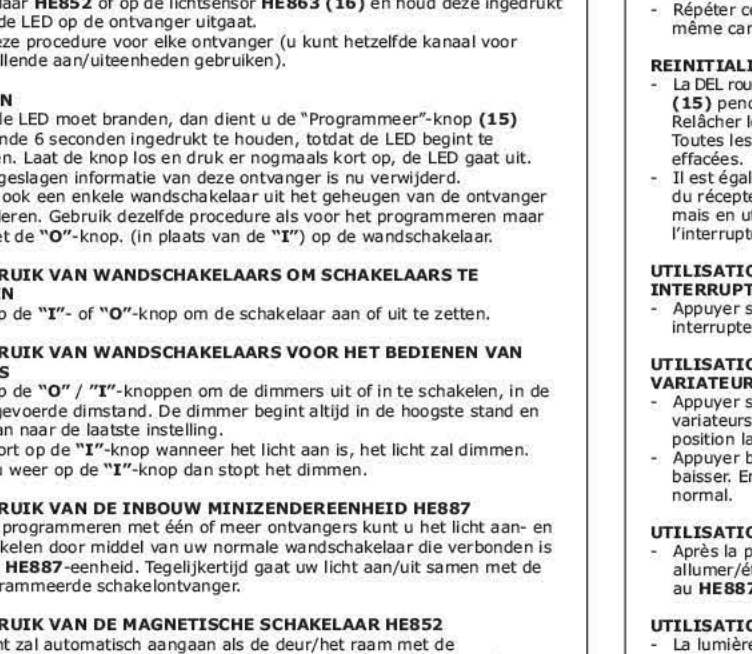 laar HE852 of op de lichtsensor HE863 (16) en houd deze ingedrukt
de LED op de ontvanger uitgaat.
eze procedure voor elke ontvanger (u kunt hetzelfde kanaal voor
llende aan/uiteenheden gebruiken).
N
de LED moet branden, dan dient u de "Programmeer"-knop (15)
nde 6 seconden ingedrukt te houden, totdat de LED begint te
en. Laat de knop los en druk er nogmaals kort op, de LED gaat uit.
geslagen informatie van deze ontvanger is nu verwijderd.
ook een enkele wandschakelaar uit het geheugen van de ontvanger
deren. Gebruik dezelfde procedure als voor het programmeren maar
et de "O"-knop. (in plaats van de "I") op de wandschakelaar.
RUIK VAN WANDSCHAKELAARS OM SCHAKELAARS TE
EN
p de "I"- of "O"-knop om de schakelaar aan of uit te zetten.
RUIK VAN WANDSCHAKELAARS VOOR HET BEDIENEN VAN
S
p de "O" / "I"-knoppen om de dimmers uit of in te schakelen, in de
gevoerde dimstand. De dimmer begint altijd in de hoogste stand en
an naar de laatste instelling.
ort op de "I"-knop wanneer het licht aan is, het licht zal dimmen.
u weer op de "I"-knop dan stopt het dimmen.
RUIK VAN DE INBOUW MINIZENDEREENHEID HE887
programmeren met één of meer ontvangers kunt u het licht aan- en
kelen door middel van uw normale wandschakelaar die verbonden is
HE887-eenheid. Tegelijkertijd gaat uw licht aan/uit samen met de
rammeerde schakelontvanger.
RUIK VAN DE MAGNETISCHE SCHAKELAAR HE852
ht zal automatisch aangaan als de deur/het raam met de
- Répéter ce
même can
REINITIALI
- La DEL rou
(15) pend
Relâcher le
Toutes les
effacées.
- Il est égal
du récepte
mais en ut
l'interruptu
UTILISATIO
INTERRUPT
- Appuyer s
interrupte
UTILISATIO
VARIATEUR
- Appuyer s
variateurs
position la
- Appuyer b
baisser. En
normal.
UTILISATIO
- Après la p
allumer/ét
au HE887
UTILISATIO
- La lumière